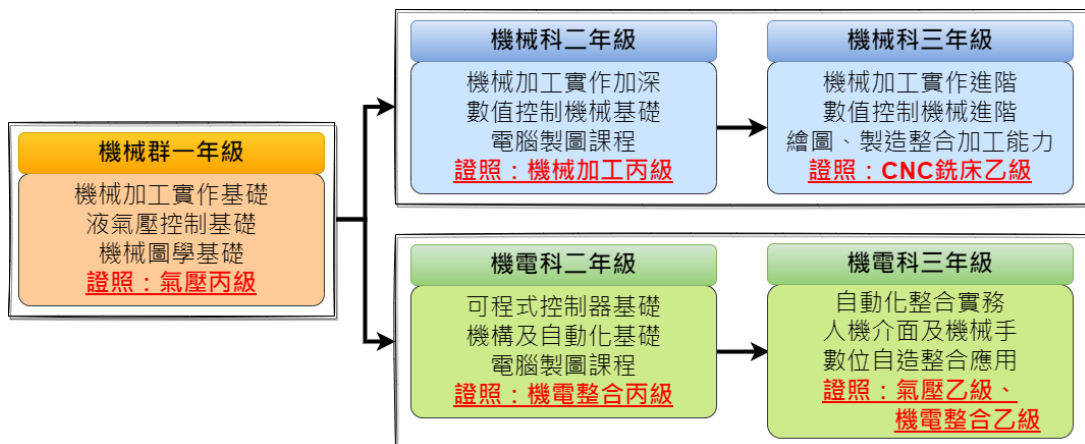 機械群一年級
機械加工實作基礎
液氣壓控制基礎
機械圖學基礎
證照：氣壓丙級
機械科二年級
機械加工實作加深
數值控制機械基礎
電腦製圖課程
證照：機械加工丙級
機械科三年級
機械加工實作進階
數值控制機械進階
繪圖、製造整合加工能力
證照：CNC銑床乙級
機電科二年級
可程式控制器基礎
機構及自動化基礎
電腦製圖課程
證照：機電整合丙級
機電科三年級
自動化整合實務
人機介面及機械手
數位自造整合應用
證照：氣壓乙級、
機電整合乙級